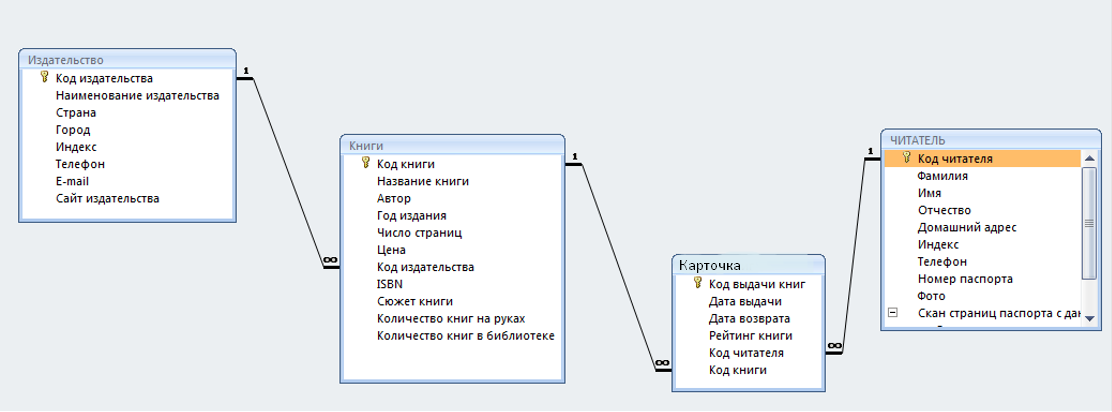 Издательство
Код издательства
Наименование издательства
Страна
Город
Индекс
Телефон
E-mail
Сайт издательства
1
∞
Книги
Код книги
Название книги
Автор
Год издания
Число страниц
Цена
Код издательства
ISBN
Сюжет книги
Количество книг на руках
Количество книг в библиотеке
1
∞
Карточка
Код выдачи книг
Дата выдачи
Дата возврата
Рейтинг книги
Код читателя
Код книги
∞
1
ЧИТАТЕЛЬ
Код читателя
Фамилия
Имя
Отчество
Домашний адрес
Индекс
Телефон
Номер паспорта
Фото
Скан страниц паспорта с